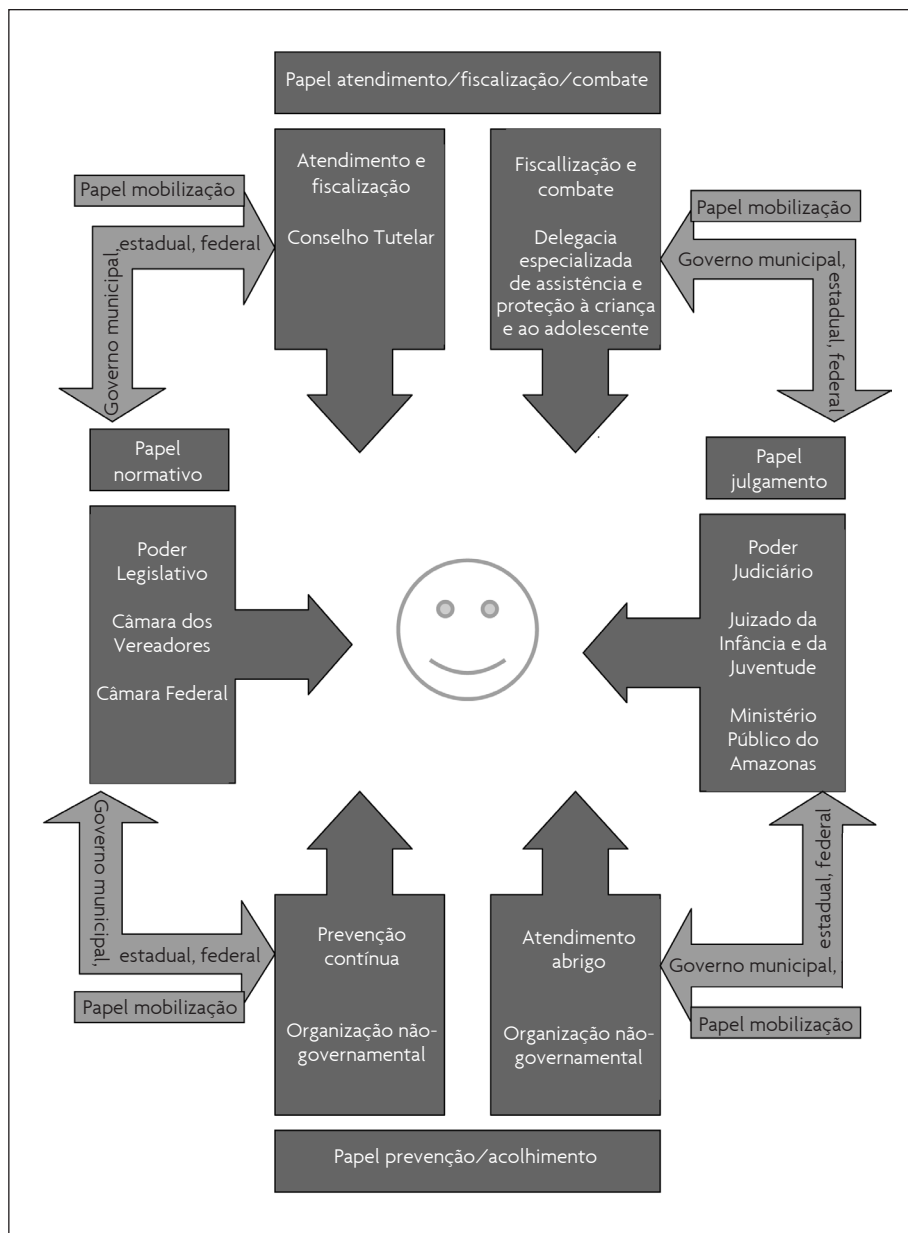 Papel atendimento/fiscalização/combate
Atendimento e
fiscalização
Conselho Tutelar
Fiscallização e
combate
Delegacia
especializada
de assistência e
proteção à criança
e ao adolescente
Papel mobilização
estadual, federal
Governo municipal,
Papel mobilização
Governo municipal,
estadual, federal
Papel
normativo
Papel
julgamento
Poder
Legislativo
Câmara dos
Vereadores
Câmara Federal
Poder
Judiciário
Juizado da
Infância e da
Juventude
Ministério
Público do
Amazonas
Governo municipal,
estadual, federal
Papel mobilização
Prevenção
contínua
Organização não-
governamental
Atendimento
abrigo
Organização não-
governamental
estadual, federal
Governo municipal,
Papel mobilização
Papel prevenção/acolhimento